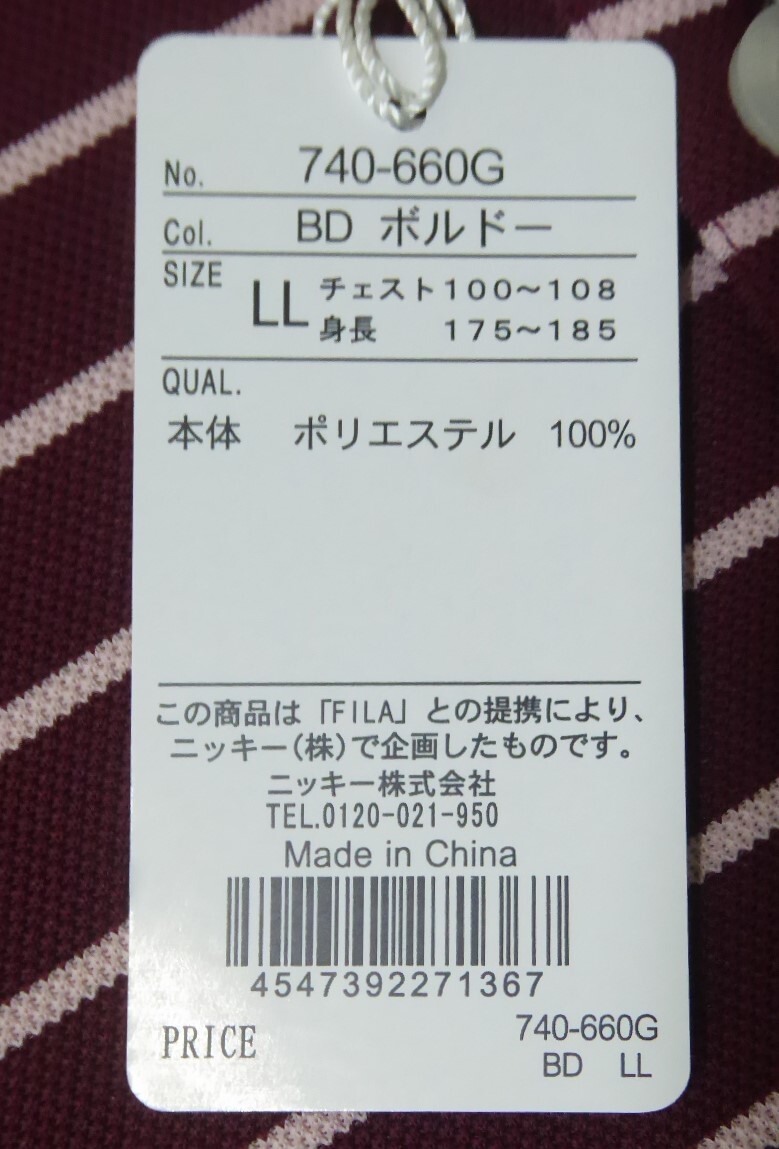 No. 740-660G
Col. BD ボルドー
SIZE LL チェスト100～108
身長 175～185
QUAL.
本体 ポリエステル 100%
この商品は「FILA」との提携により、
ニッキー(株)で企画したものです。
ニッキー株式会社
TEL.0120-021-950
Made in China
4547392271367
PRICE 740-660G
BD LL